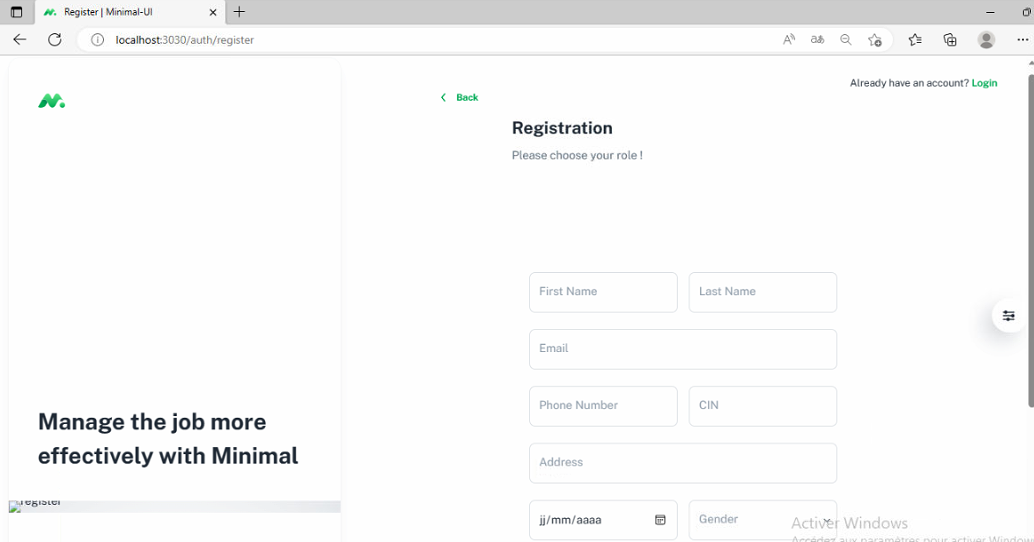 Register | Minimal-UI
localhost:3030/auth/register
Already have an account? Login
Back
Registration
Please choose your role !
First Name
Last Name
Email
Phone Number
CIN
Address
jj/mm/aaaa
Gender
Manage the job more
effectively with Minimal
register
Activer Windows
Accédez aux paramètres pour activer Windows